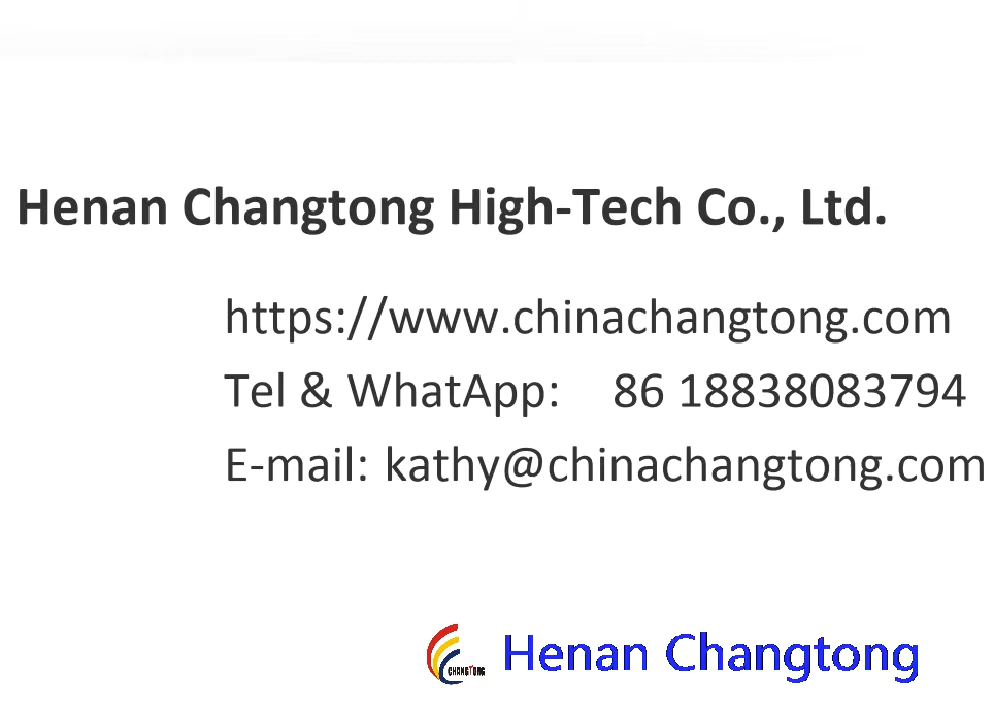 Henan Changtong High-Tech Co., Ltd.
https://www.chinachangtong.com
Tel & WhatApp: 86 18838083794
E-mail: kathy@chinachangtong.com
CHANGTONG Henan Changtong